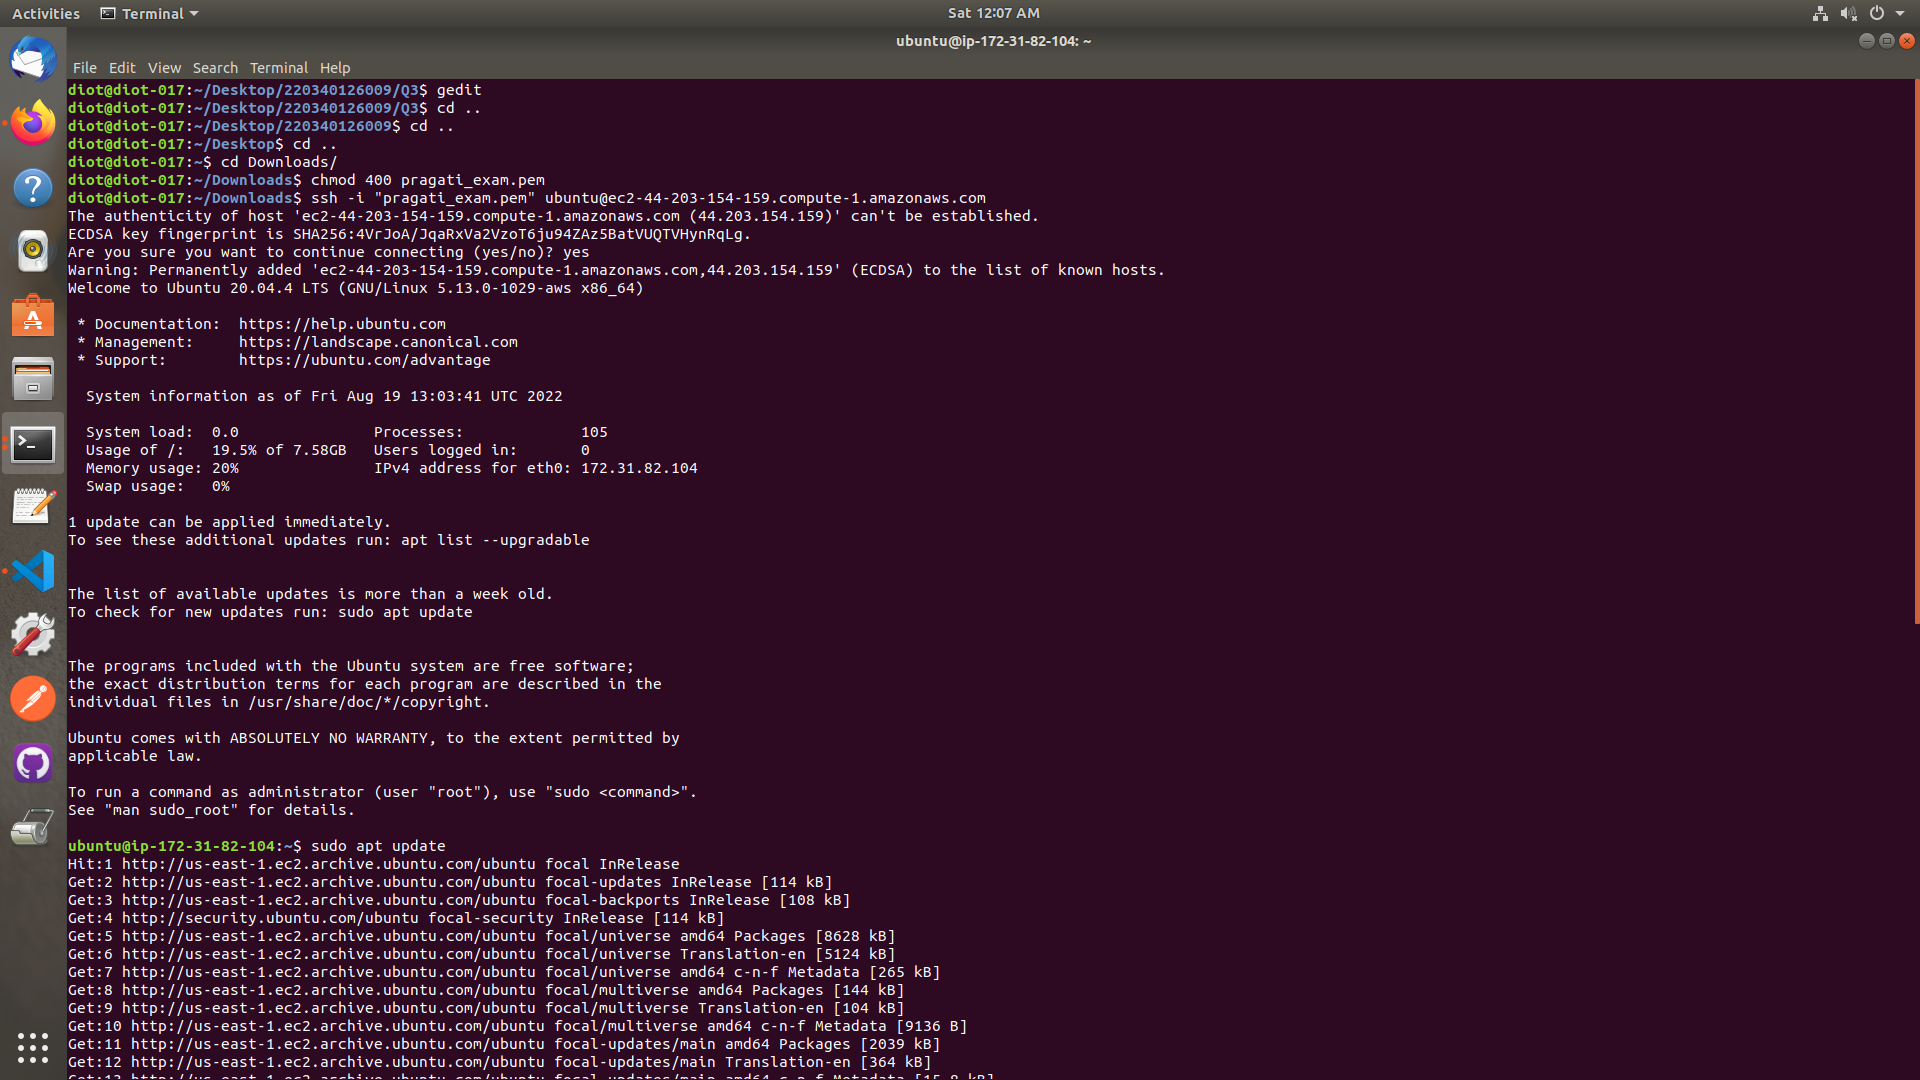 Activities Terminal Sat 12:07 AM
ubuntu@ip-172-31-82-104: ~
File Edit View Search Terminal Help
diot@diot-017:~/Desktop/220340126009/Q3$ gedit
diot@diot-017:~/Desktop/220340126009/Q3$ cd ..
diot@diot-017:~/Desktop/220340126009$ cd ..
diot@diot-017:~/Desktop$ cd ..
diot@diot-017:~$ cd Downloads/
diot@diot-017:~/Downloads$ chmod 400 pragati_exam.pem
diot@diot-017:~/Downloads$ ssh -i "pragati_exam.pem" ubuntu@ec2-44-203-154-159.compute-1.amazonaws.com
The authenticity of host 'ec2-44-203-154-159.compute-1.amazonaws.com (44.203.154.159)' can't be established.
ECDSA key fingerprint is SHA256:4VrJoA/JqaRxVa2VzoT6ju94ZAz5BatVUQTVHynRqLg.
Are you sure you want to continue connecting (yes/no)? yes
Warning: Permanently added 'ec2-44-203-154-159.compute-1.amazonaws.com,44.203.154.159' (ECDSA) to the list of known hosts.
Welcome to Ubuntu 20.04.4 LTS (GNU/Linux 5.13.0-1029-aws x86_64)
* Documentation:  https://help.ubuntu.com
* Management:     https://landscape.canonical.com
* Support:        https://ubuntu.com/advantage
System information as of Fri Aug 19 13:03:41 UTC 2022
System load:  0.0               Processes:             105
Usage of /:   19.5% of 7.58GB   Users logged in:       0
Memory usage: 20%               IPv4 address for eth0: 172.31.82.104
Swap usage:   0%
1 update can be applied immediately.
To see these additional updates run: apt list --upgradable
The list of available updates is more than a week old.
To check for new updates run: sudo apt update
The programs included with the Ubuntu system are free software;
the exact distribution terms for each program are described in the
individual files in /usr/share/doc/*/copyright.
Ubuntu comes with ABSOLUTELY NO WARRANTY, to the extent permitted by
applicable law.
To run a command as administrator (user "root"), use "sudo <command>".
See "man sudo_root" for details.
ubuntu@ip-172-31-82-104:~$ sudo apt update
Hit:1 http://us-east-1.ec2.archive.ubuntu.com/ubuntu focal InRelease
Get:2 http://us-east-1.ec2.archive.ubuntu.com/ubuntu focal-updates InRelease [114 kB]
Get:3 http://us-east-1.ec2.archive.ubuntu.com/ubuntu focal-backports InRelease [108 kB]
Get:4 http://security.ubuntu.com/ubuntu focal-security InRelease [114 kB]
Get:5 http://us-east-1.ec2.archive.ubuntu.com/ubuntu focal/universe amd64 Packages [8628 kB]
Get:6 http://us-east-1.ec2.archive.ubuntu.com/ubuntu focal/universe Translation-en [5124 kB]
Get:7 http://us-east-1.ec2.archive.ubuntu.com/ubuntu focal/universe amd64 c-n-f Metadata [265 kB]
Get:8 http://us-east-1.ec2.archive.ubuntu.com/ubuntu focal/multiverse amd64 Packages [144 kB]
Get:9 http://us-east-1.ec2.archive.ubuntu.com/ubuntu focal/multiverse Translation-en [104 kB]
Get:10 http://us-east-1.ec2.archive.ubuntu.com/ubuntu focal/multiverse amd64 c-n-f Metadata [9136 B]
Get:11 http://us-east-1.ec2.archive.ubuntu.com/ubuntu focal-updates/main amd64 Packages [2039 kB]
Get:12 http://us-east-1.ec2.archive.ubuntu.com/ubuntu focal-updates/main Translation-en [364 kB]
Get:13 http://us-east-1.ec2.archive.ubuntu.com/ubuntu focal-updates/main amd64 c-n-f Metadata [15.8 kB]